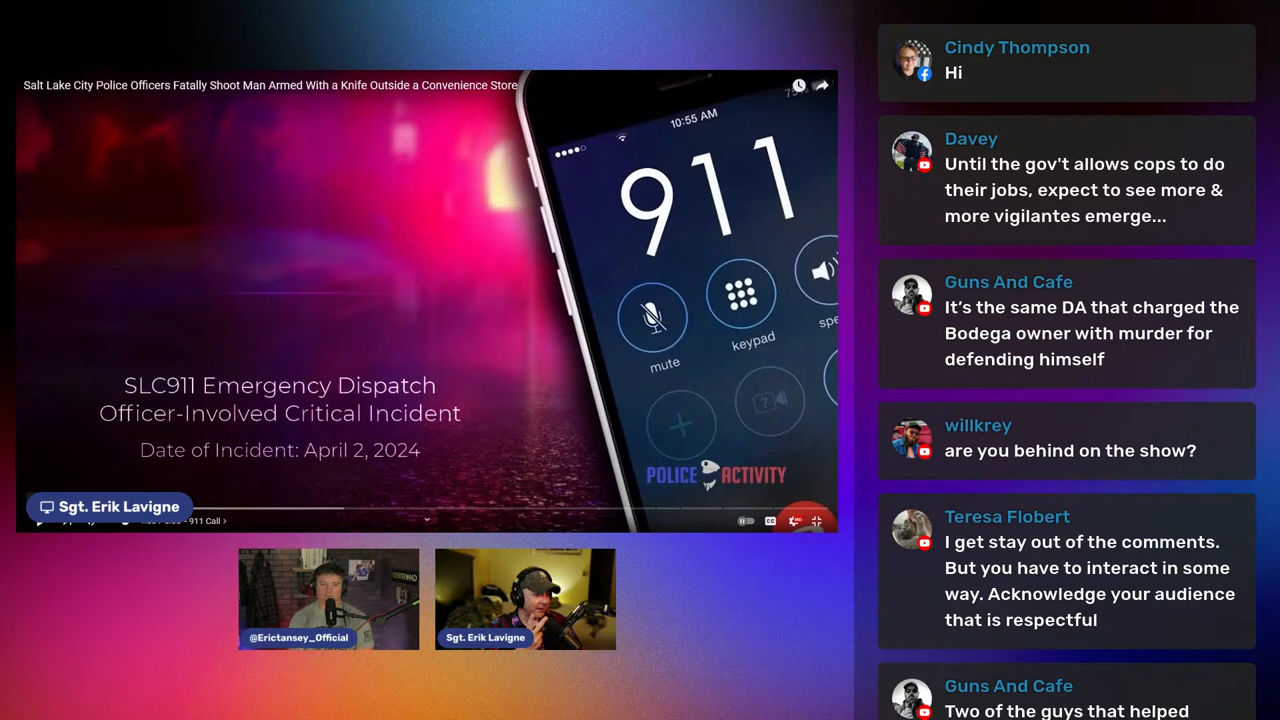 Salt Lake City Police Officers Fatally Shoot Man Armed With a Knife Outside a Convenience Store
10:55 AM
911
mute
keypad
SLC911 Emergency Dispatch
Officer-Involved Critical Incident
Date of Incident: April 2, 2024
POLICE ACTIVITY
Sgt. Erik Lavigne
911 Call
@Erictansey_Official
Sgt. Erik Lavigne
Cindy Thompson
Hi
Davey
Until the gov't allows cops to do
their jobs, expect to see more &
more vigilantes emerge...
Guns And Cafe
It's the same DA that charged the
Bodega owner with murder for
defending himself
willkrey
are you behind on the show?
Teresa Flobert
I get stay out of the comments.
But you have to interact in some
way. Acknowledge your audience
that is respectful
Guns And Cafe
Two of the guys that helped